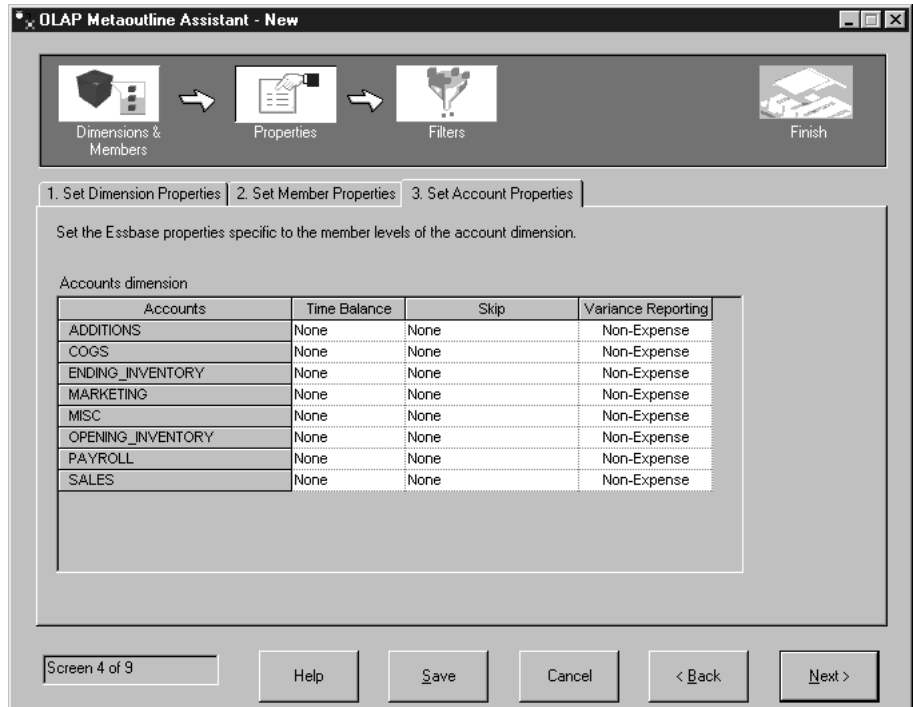 OLAP Metaoutline Assistant - New
Dimensions &
Members
Properties
Filters
Finish
1. Set Dimension Properties
2. Set Member Properties
3. Set Account Properties
Set the Essbase properties specific to the member levels of the account dimension.
Accounts dimension
Accounts Time Balance Skip Variance Reporting
ADDITIONS None None Non-Expense
COGS None None Non-Expense
ENDING_INVENTORY None None Non-Expense
MARKETING None None Non-Expense
MISC None None Non-Expense
OPENING_INVENTORY None None Non-Expense
PAYROLL None None Non-Expense
SALES None None Non-Expense
Screen 4 of 9
Help
Save
Cancel
< Back
Next >